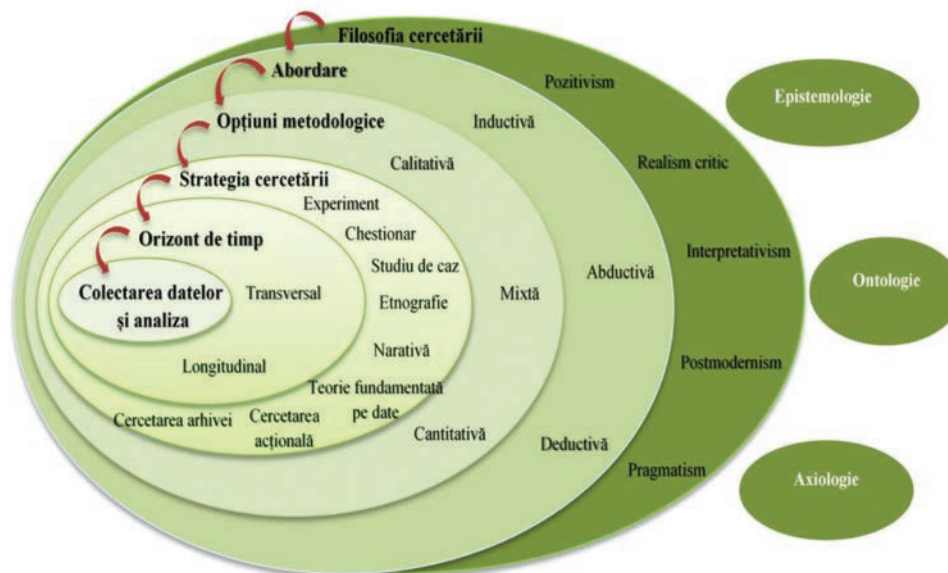 Filosofia cercetării
Abordare
Pozitivism
Epistemologie
Opțiuni metodologice
Inductivă
Calitativă
Realism critic
Strategia cercetării
Experiment
Orizont de timp
Chestionar
Interpretativism
Studiu de caz
Abductivă
Ontologie
Colectarea datelor
și analiza
Transversal
Etnografie
Mixtă
Narativă
Longitudinal
Postmodernism
Teorie fundamentată
pe date
Cercetarea arhivei
Cercetarea
acțională
Cantitativă
Deductivă
Pragmatism
Axiologie